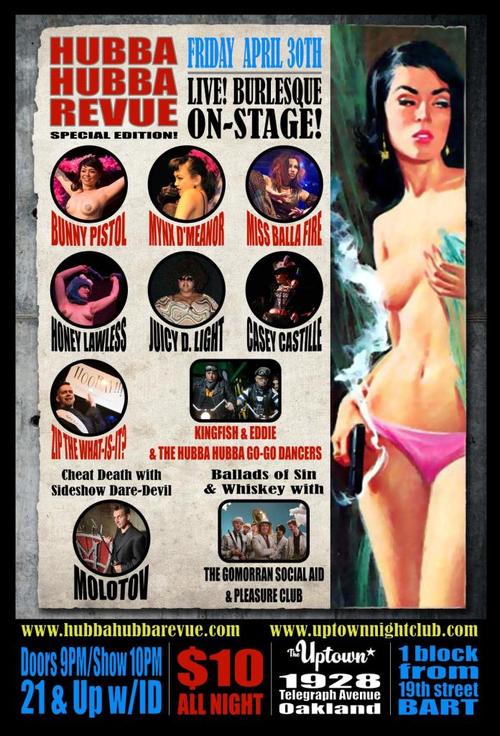 HUBBA
HUBBA
REVUE
SPECIAL EDITION!
FRIDAY APRIL 30TH
LIVE! BURLESQUE
ON-STAGE!
BUNNY PISTOL
MYNX D'MEANOR
MISS BALLA FIRE
HONEY LAWLESS
JUICY D. LIGHT
CASEY CASTILLE
HOORAH!!
ZIP THE WHAT-IS-IT?
KINGFISH & EDDIE
& THE HUBBA HUBBA GO-GO DANCERS
Cheat Death with
Sideshow Dare-Devil
MOLOTOV
Ballads of Sin
& Whiskey with
THE GOMORRAN SOCIAL AID
& PLEASURE CLUB
www.hubbahubbarevue.com
www.uptownnightclub.com
Doors 9PM/Show 10PM
21 & Up w/ID
$10
ALL NIGHT
The Uptown
1928
Telegraph Avenue
Oakland
1 block
from
19th street
BART